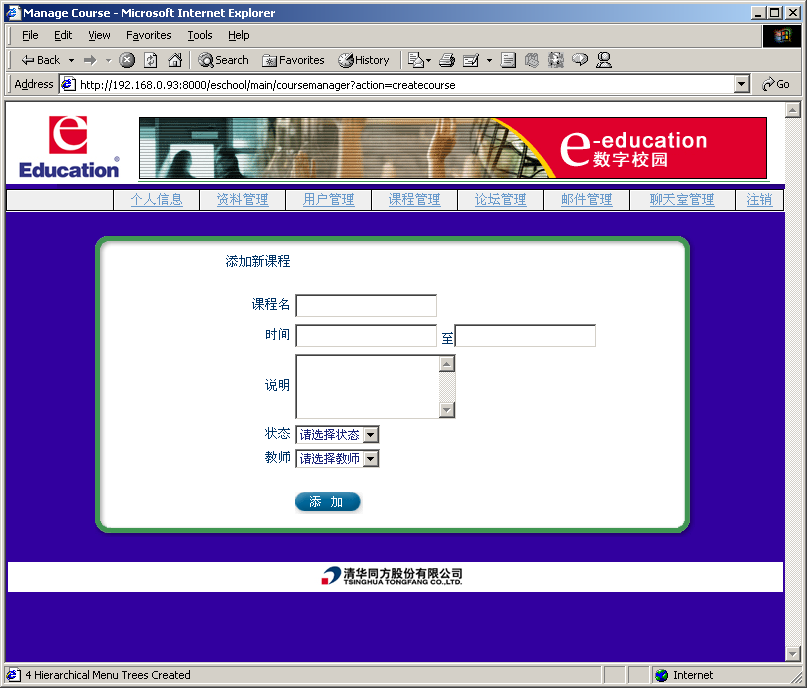 Manage Course - Microsoft Internet Explorer
File Edit View Favorites Tools Help
Back Search Favorites History
Address http://192.168.0.93:8000/eschool/main/coursemanager?action=createcourse Go
e
Education®
e-education
数字校园
个人信息 资料管理 用户管理 课程管理 论坛管理 邮件管理 聊天室管理 注销
添加新课程
课程名
时间 至
说明
状态 请选择状态
教师 请选择教师
添 加
清华同方股份有限公司
TSINGHUA TONGFANG CO.,LTD.
4 Hierarchical Menu Trees Created Internet